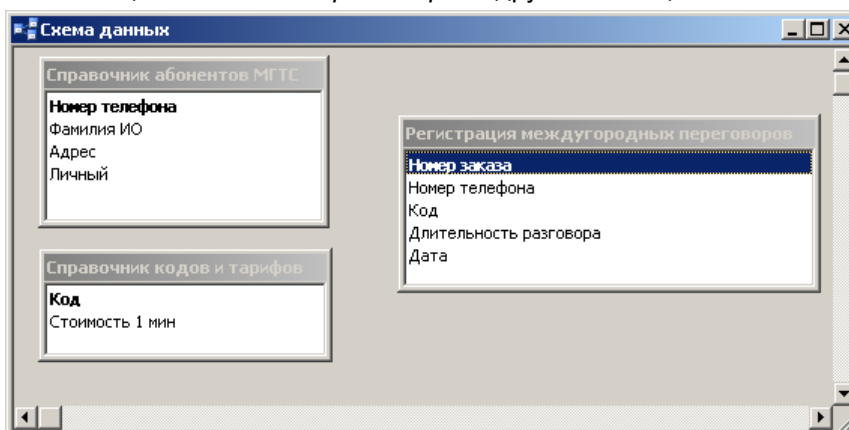 Схема данных
Справочник абонентов МГТС
Номер телефона
Фамилия ИО
Адрес
Личный
Регистрация междугородных переговоров
Номер заказа
Номер телефона
Код
Длительность разговора
Дата
Справочник кодов и тарифов
Код
Стоимость 1 мин